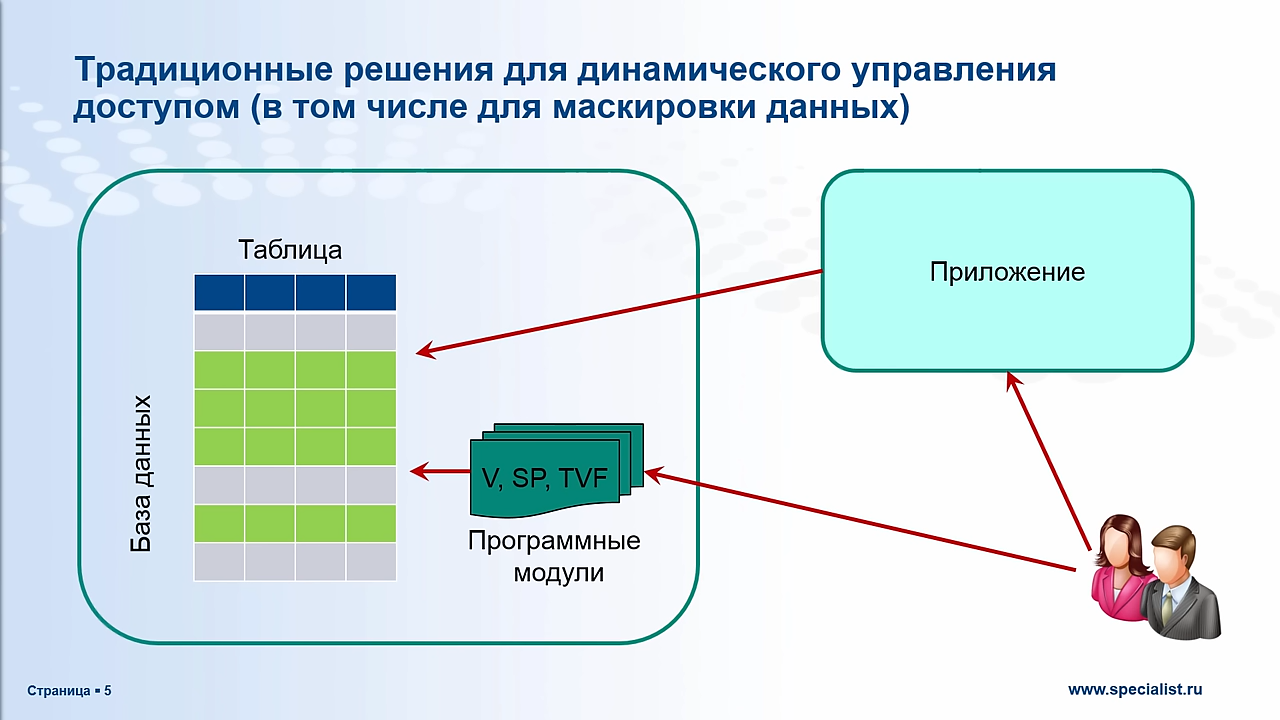 Традиционные решения для динамического управления
доступом (в том числе для маскировки данных)
Таблица
База данных
V, SP, TVF
Программные
модули
Приложение
Страница ▪ 5
www.specialist.ru